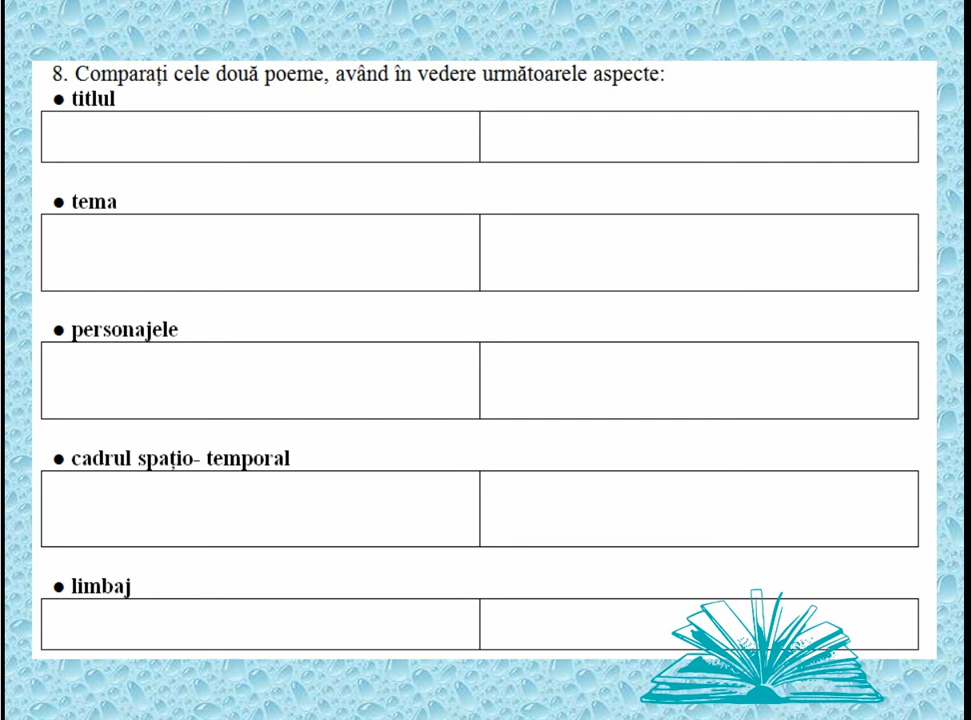 8. Comparați cele două poeme, având în vedere următoarele aspecte:
● titlul
● tema
● personajele
● cadrul spațio- temporal
● limbaj